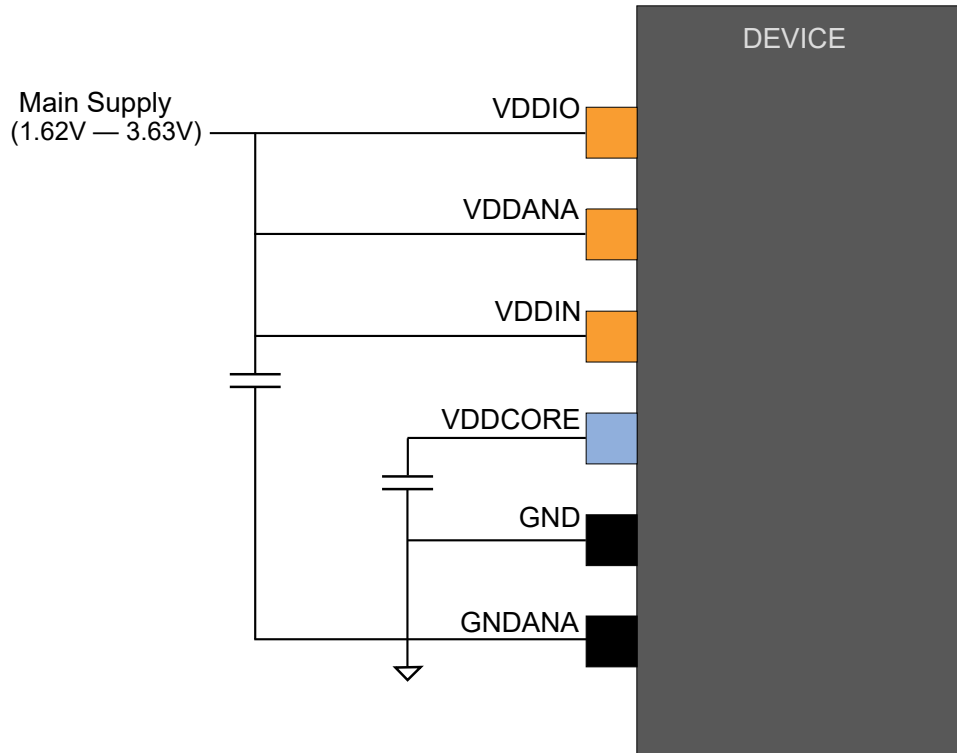 DEVICE
VDDIO
Main Supply
(1.62V — 3.63V)
VDDANA
VDDIN
VDDCORE
GND
GNDANA